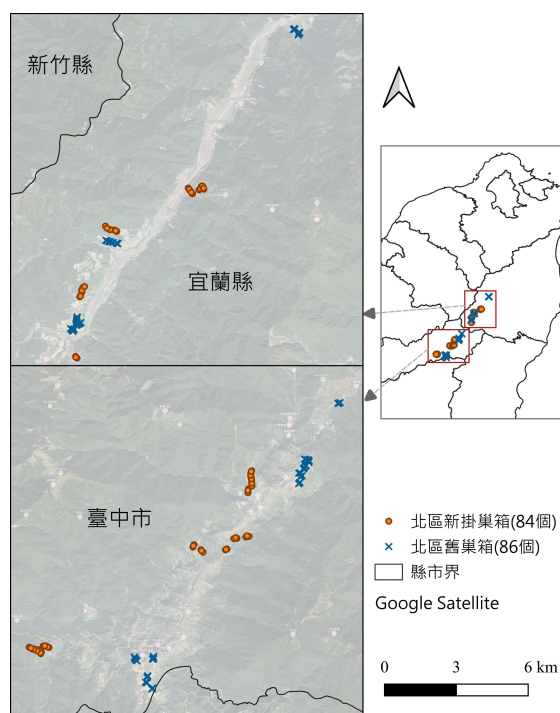 新竹縣
宜蘭縣
臺中市
北區新掛巢箱(84個)
北區舊巢箱(86個)
縣市界
Google Satellite
0 3 6 km